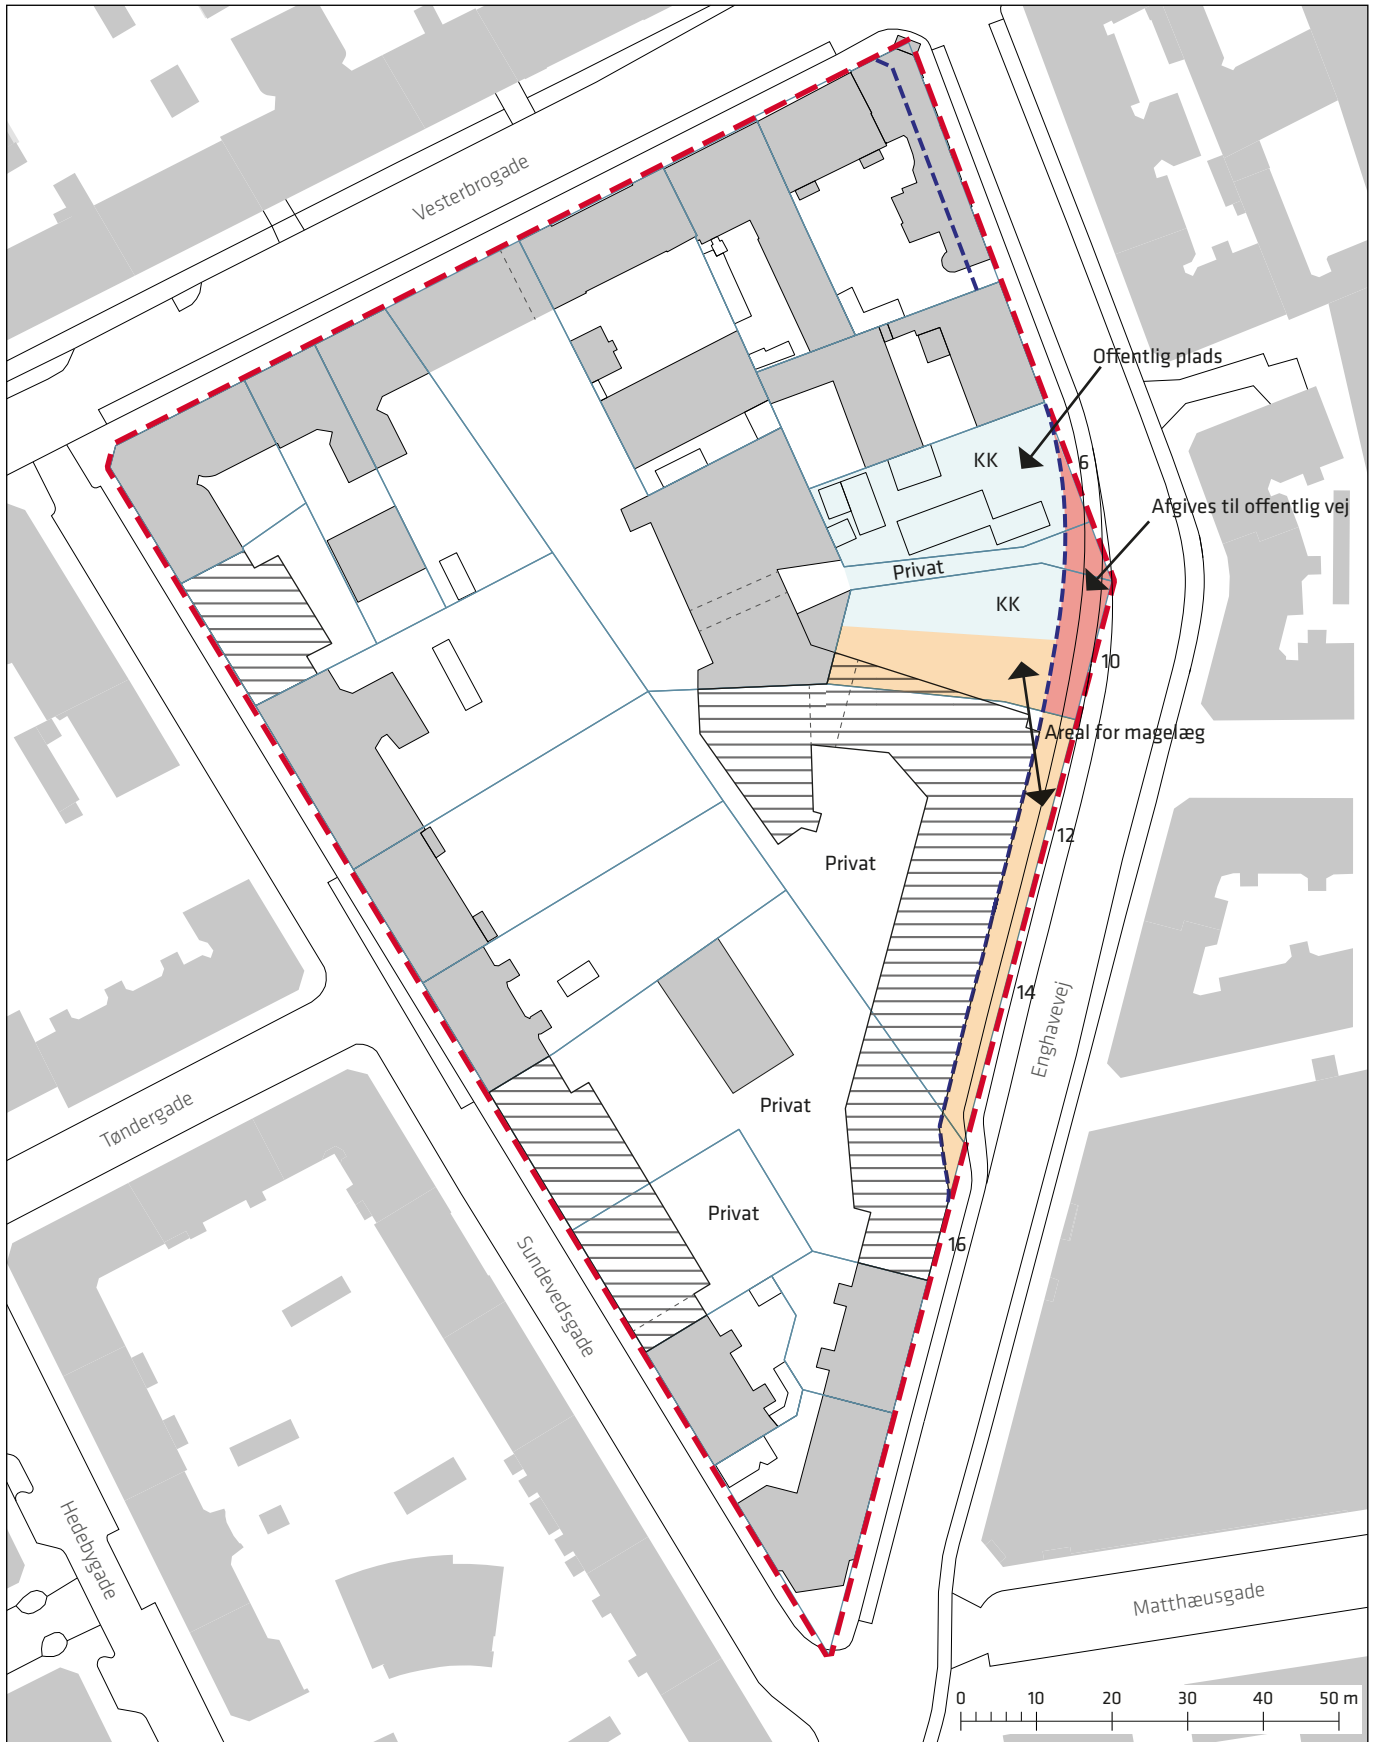 Vesterbrogade
Offentlig plads
KK
6
Afgives til offentlig vej
Privat
KK
10
Areal for magelæg
12
Privat
14
Enghavevej
Privat
Tøndergade
Privat
16
Sundevedsgade
Hedebygade
Matthæusgade
0 10 20 30 40 50 m